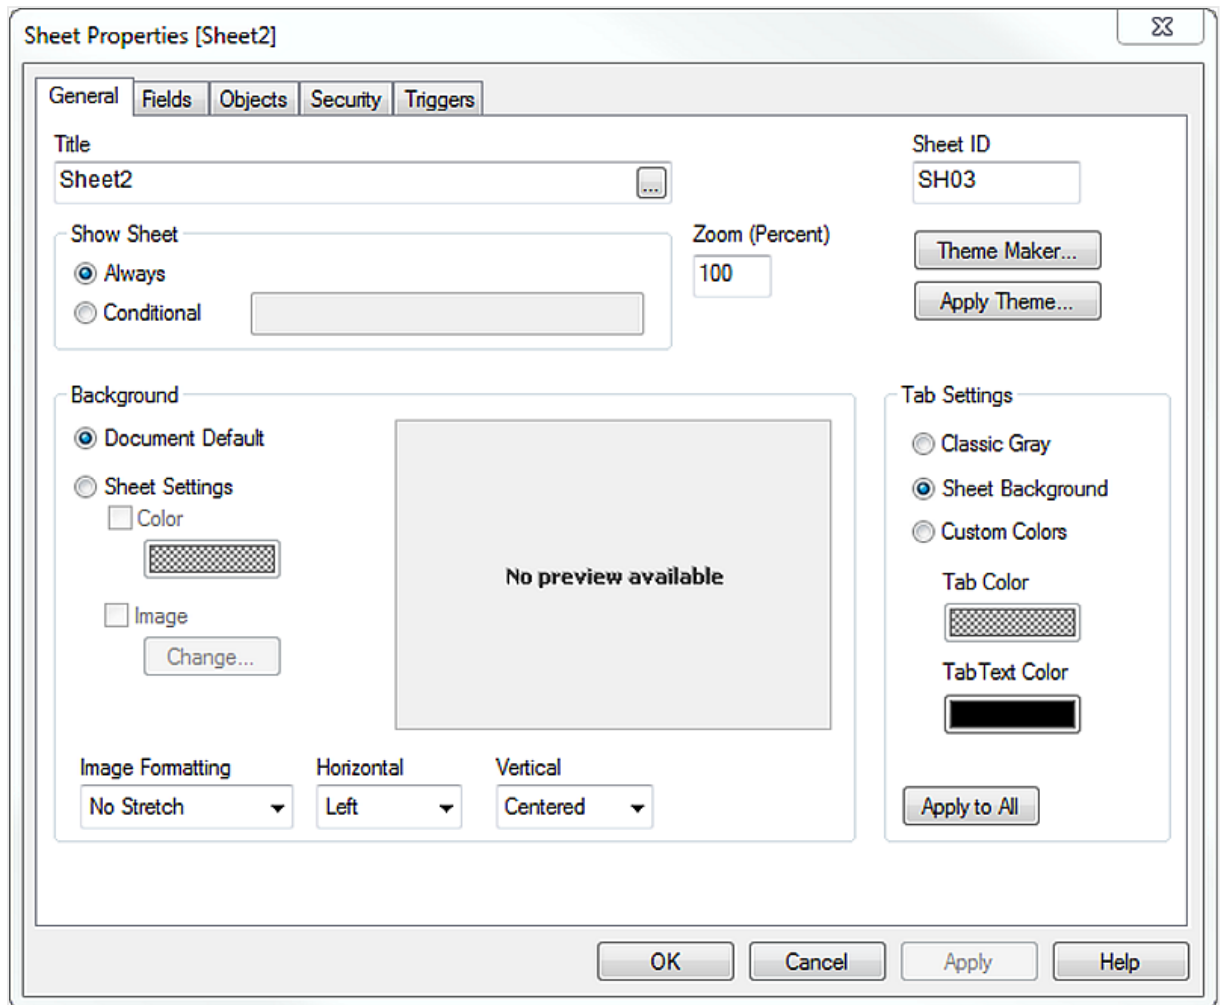 Sheet Properties [Sheet2]
General Fields Objects Security Triggers
Title
Sheet ID
Sheet2
...
SH03
Show Sheet
Zoom (Percent)
Always
100
Theme Maker...
Conditional
Apply Theme...
Background
Tab Settings
Document Default
Classic Gray
Sheet Settings
Sheet Background
Color
Custom Colors
No preview available
Tab Color
Image
Change...
Tab Text Color
Image Formatting Horizontal Vertical
No Stretch Left Centered
Apply to All
OK Cancel Apply Help